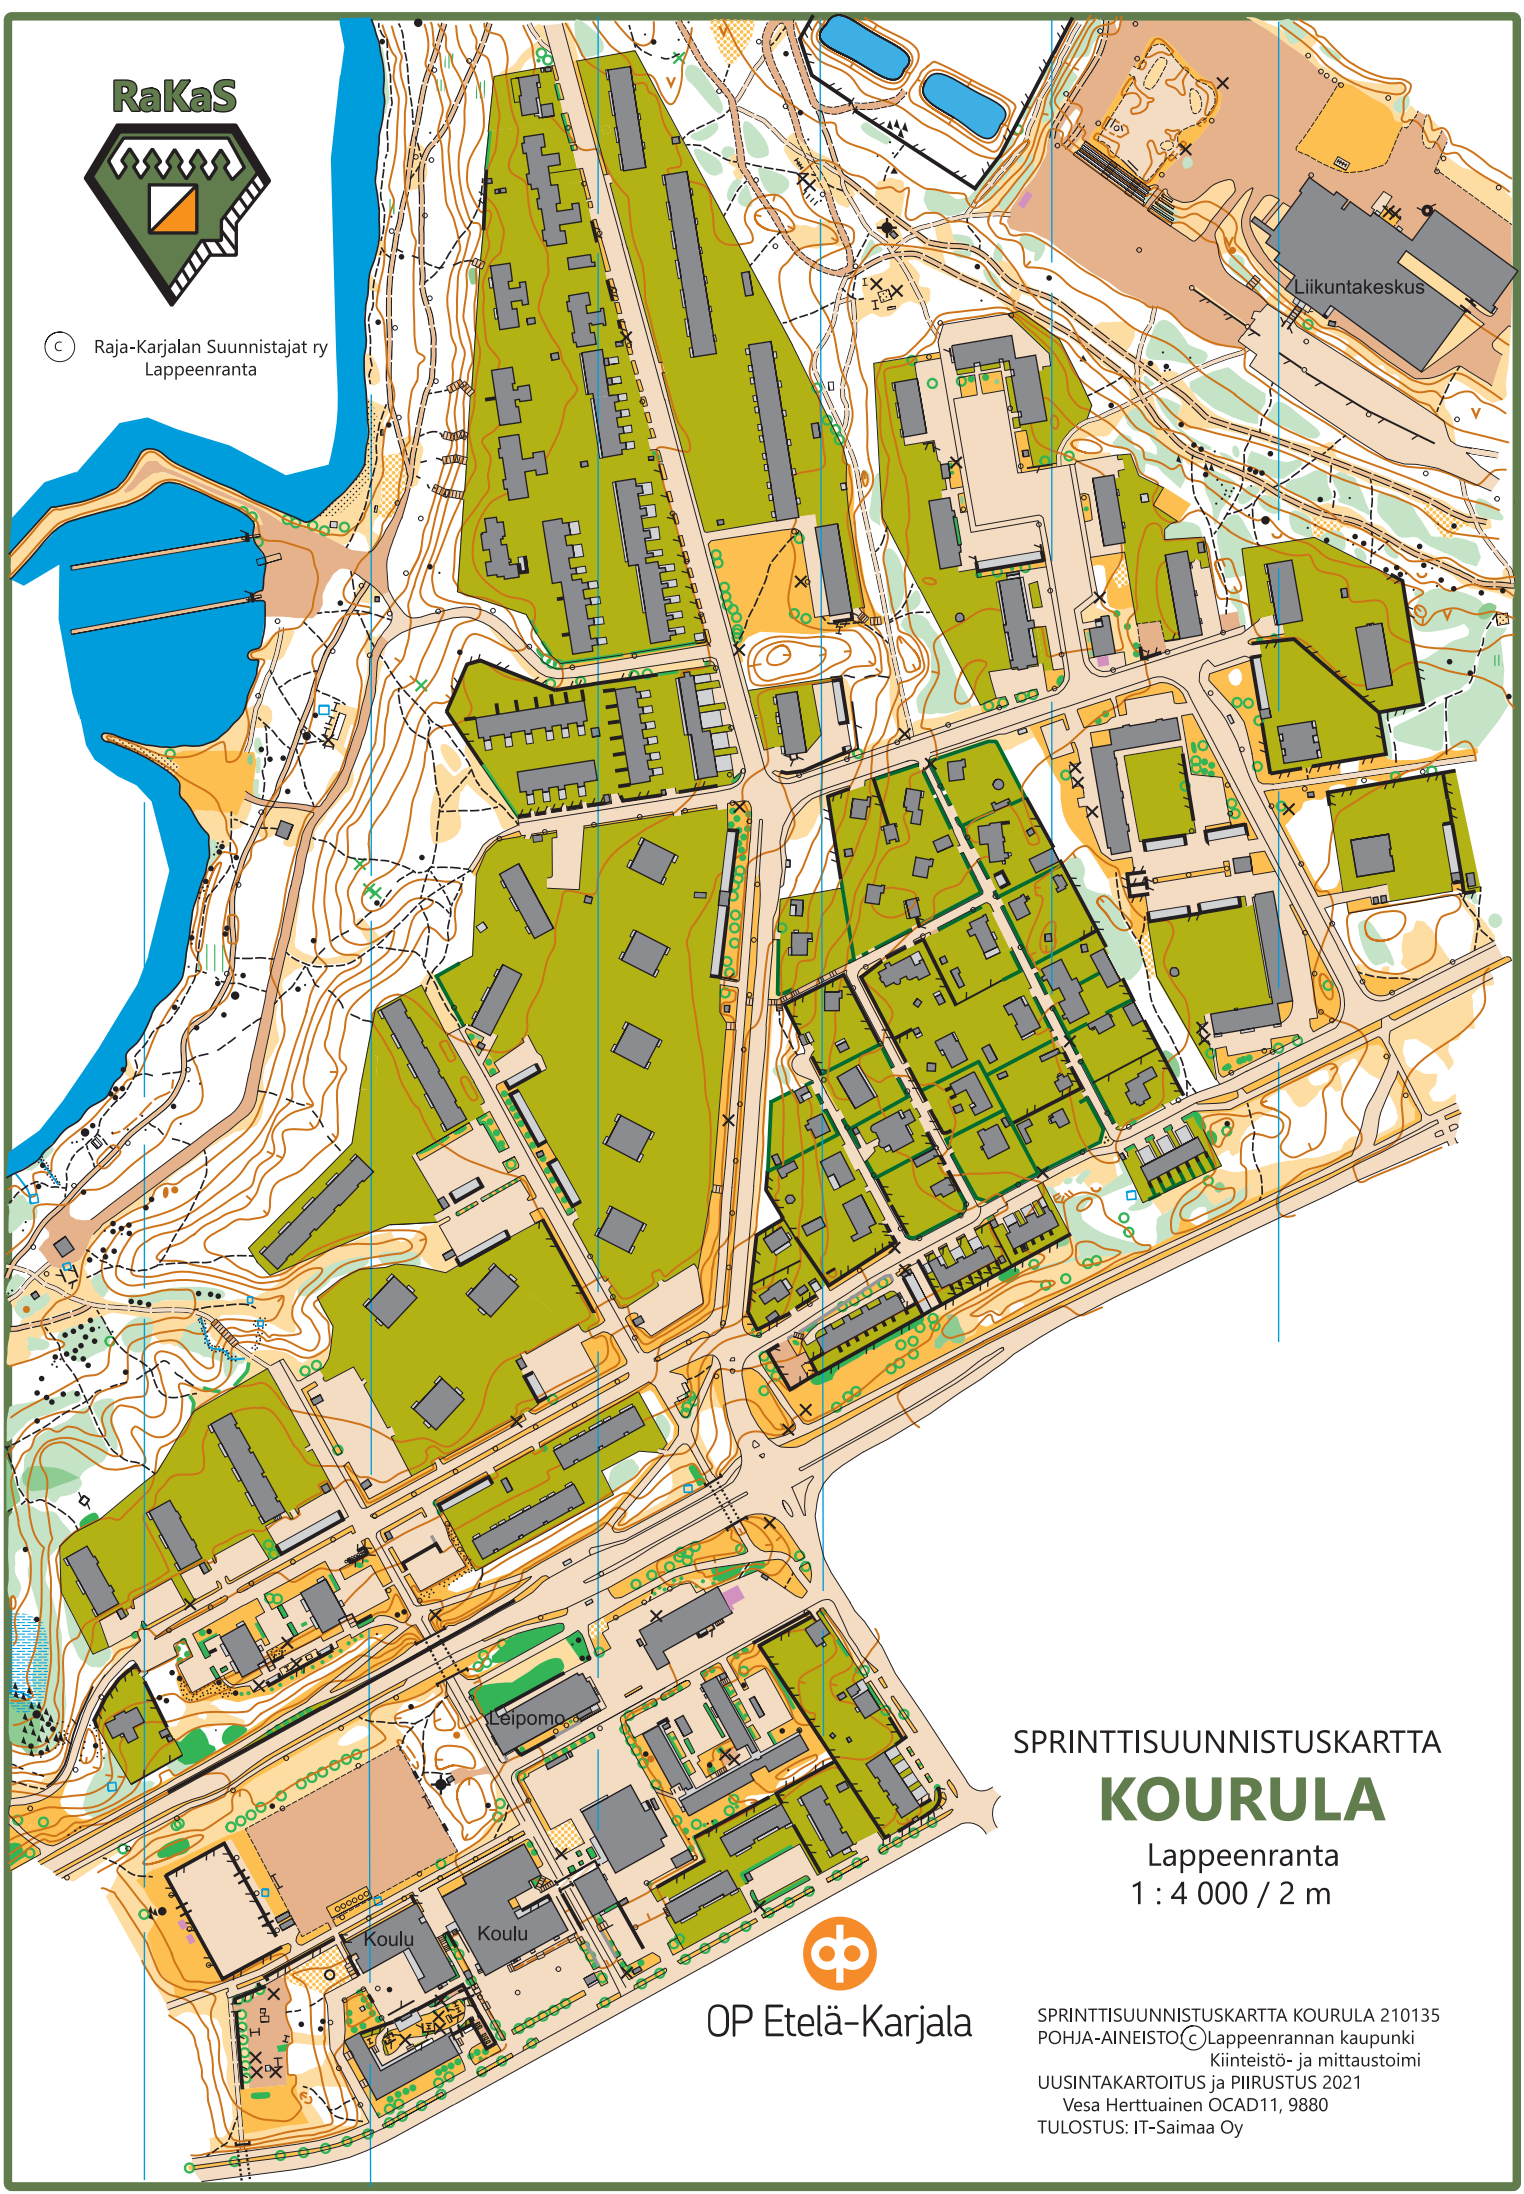 RaKaS
C Raja-Karjalan Suunnistajat ry
Lappeenranta
Liikuntakeskus
Leipomo
Koulu
Koulu
SPRINTTISUUNNISTUSKARTTA
KOURULA
Lappeenranta
1 : 4 000 / 2 m
OP Etelä-Karjala
SPRINTTISUUNNISTUSKARTTA KOURULA 210135
POHJA-AINEISTO: C Lappeenrannan kaupunki
Kiinteistö- ja mittaustoimi
UUSINTAKARTOITUS ja PIIRUSTUS 2021
Vesa Herttuainen OCAD11, 9880
TULOSTUS: IT-Saimaa Oy